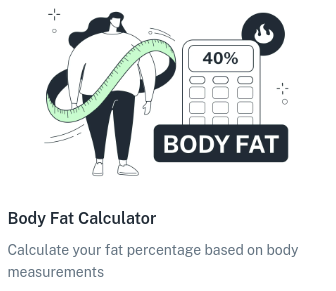 40%
BODY FAT
Body Fat Calculator
Calculate your fat percentage based on body
measurements